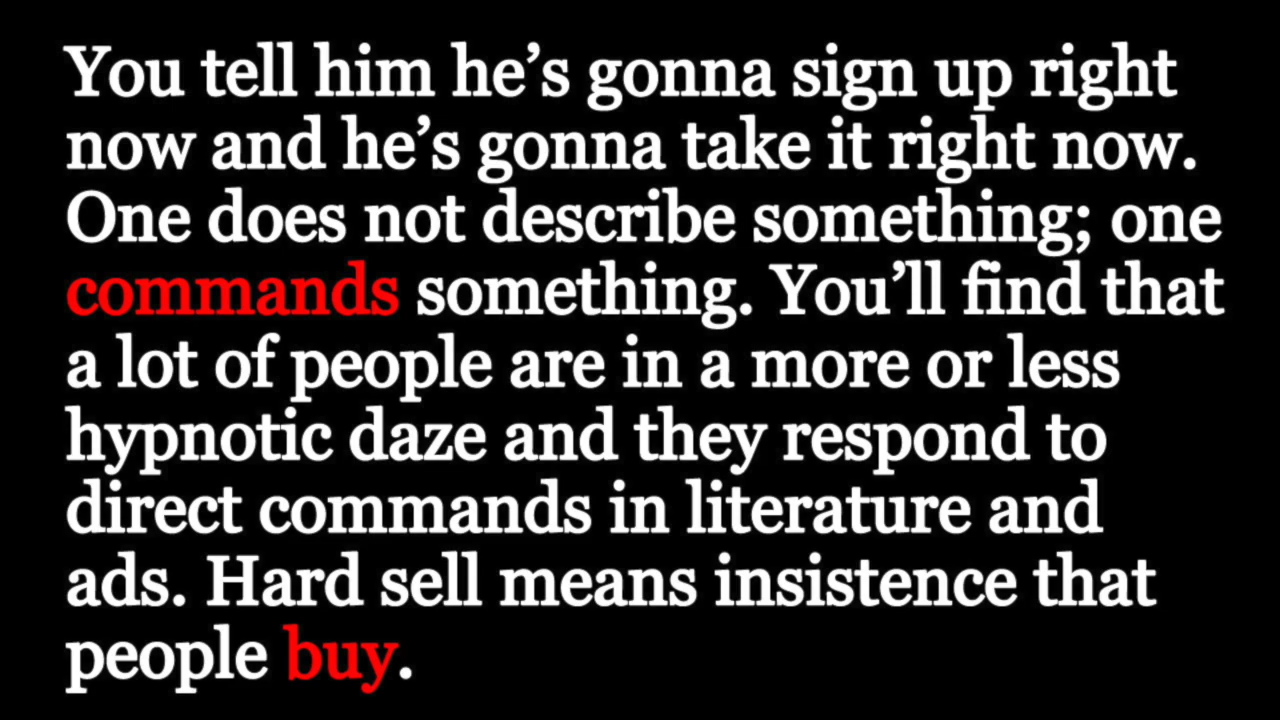 You tell him he’s gonna sign up right
now and he’s gonna take it right now.
One does not describe something; one
commands something. You’ll find that
a lot of people are in a more or less
hypnotic daze and they respond to
direct commands in literature and
ads. Hard sell means insistence that
people buy.